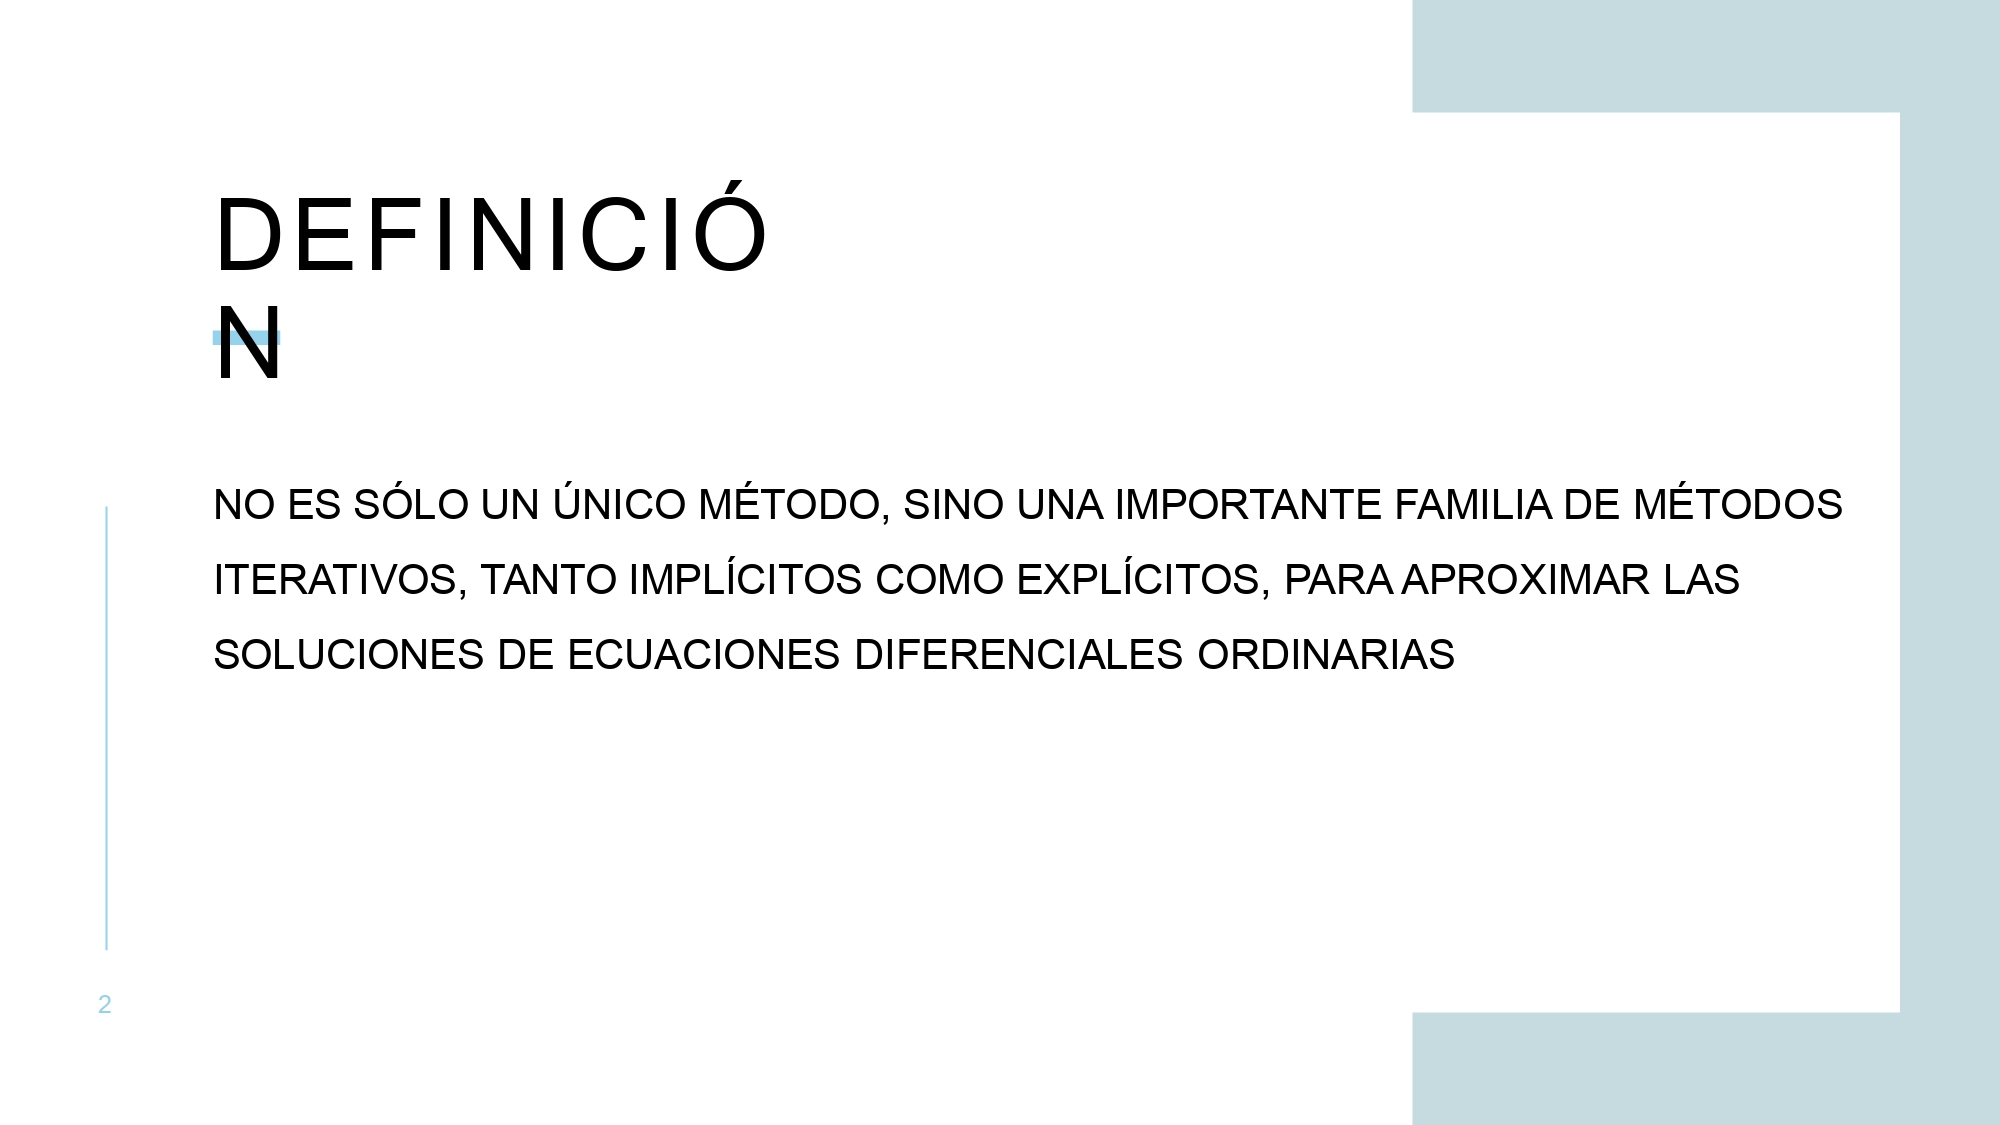 DEFINICIÓ
N
NO ES SÓLO UN ÚNICO MÉTODO, SINO UNA IMPORTANTE FAMILIA DE MÉTODOS
ITERATIVOS, TANTO IMPLÍCITOS COMO EXPLÍCITOS, PARA APROXIMAR LAS
SOLUCIONES DE ECUACIONES DIFERENCIALES ORDINARIAS
2